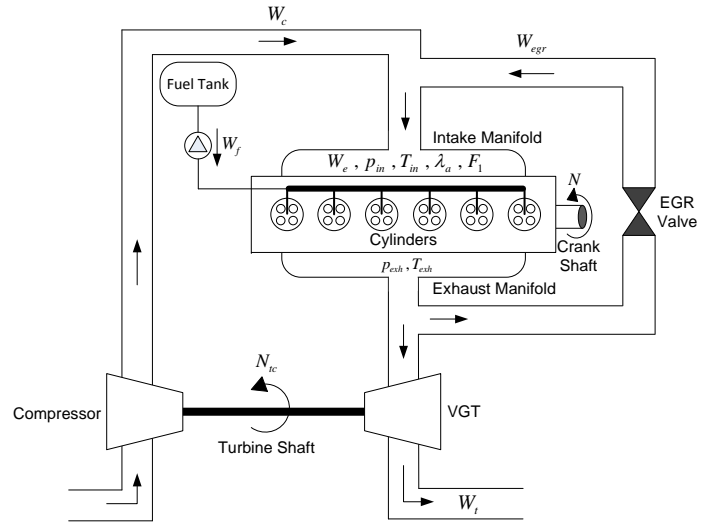 W_c
W_egr
Fuel Tank
W_f
Intake Manifold
W_e , p_in , T_in , λ_a , F_1
N
EGR
Valve
Cylinders
Crank
Shaft
p_exh , T_exh
Exhaust Manifold
N_tc
Compressor
VGT
Turbine Shaft
W_t